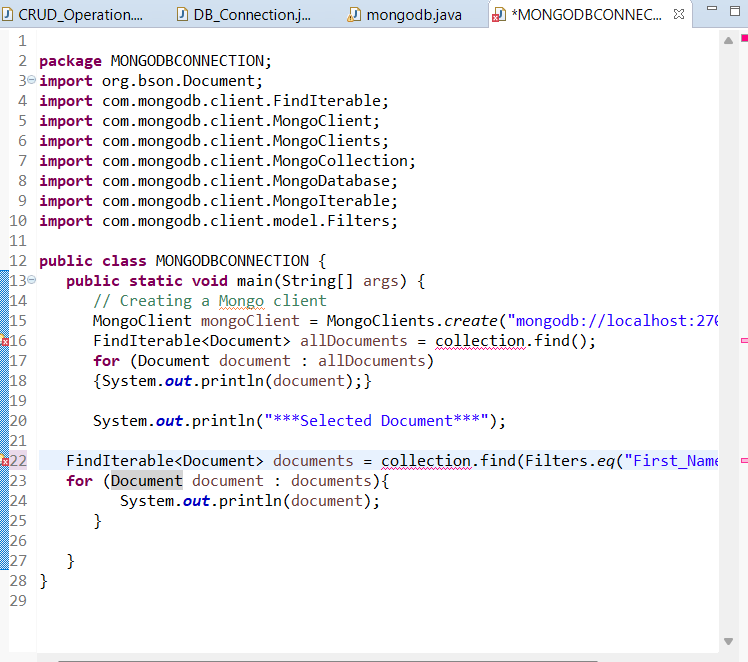 CRUD_Operation.... DB_Connection.j... mongodb.java *MONGODBCONNEC...
1
2 package MONGODBCONNECTION;
3 import org.bson.Document;
4 import com.mongodb.client.FindIterable;
5 import com.mongodb.client.MongoClient;
6 import com.mongodb.client.MongoClients;
7 import com.mongodb.client.MongoCollection;
8 import com.mongodb.client.MongoDatabase;
9 import com.mongodb.client.MongoIterable;
10 import com.mongodb.client.model.Filters;
11
12 public class MONGODBCONNECTION {
13 public static void main(String[] args) {
14 // Creating a Mongo client
15 MongoClient mongoClient = MongoClients.create("mongodb://localhost:270
16 FindIterable<Document> allDocuments = collection.find();
17 for (Document document : allDocuments)
18 {System.out.println(document);}
19
20 System.out.println("***Selected Document***");
21
22 FindIterable<Document> documents = collection.find(Filters.eq("First_Name
23 for (Document document : documents){
24 System.out.println(document);
25 }
26
27 }
28 }
29